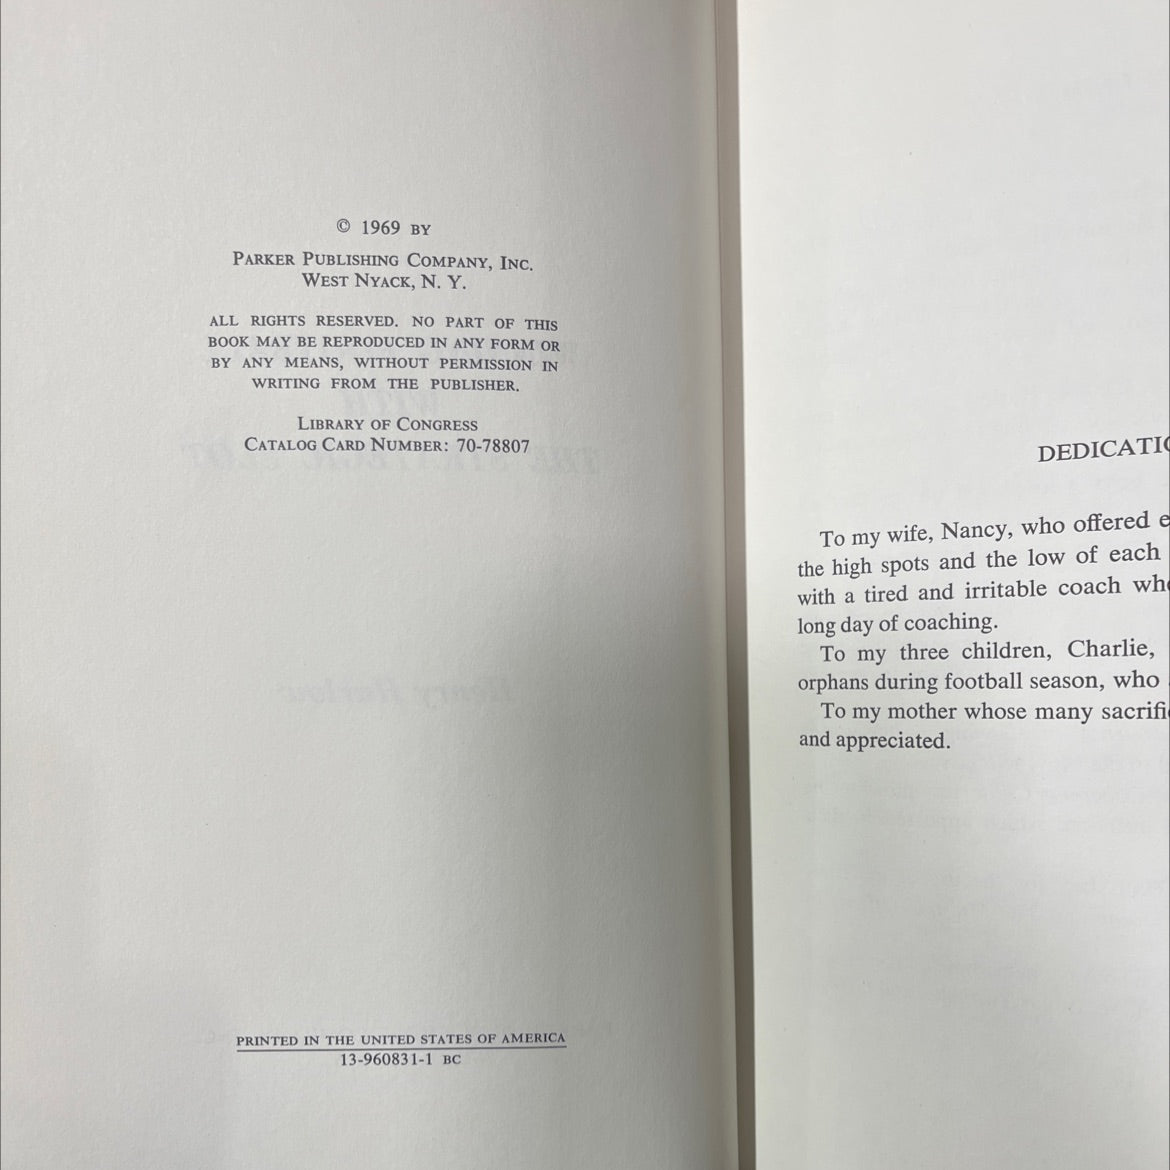 © 1969 BY
PARKER PUBLISHING COMPANY, INC.
WEST NYACK, N. Y.
ALL RIGHTS RESERVED. NO PART OF THIS
BOOK MAY BE REPRODUCED IN ANY FORM OR
BY ANY MEANS, WITHOUT PERMISSION IN
WRITING FROM THE PUBLISHER.
LIBRARY OF CONGRESS
CATALOG CARD NUMBER: 70-78807
PRINTED IN THE UNITED STATES OF AMERICA
13-960831-1 BC
DEDICATIO
To my wife, Nancy, who offered e
the high spots and the low of each
with a tired and irritable coach who
long day of coaching.
To my three children, Charlie,
orphans during football season, who
To my mother whose many sacrifi
and appreciated.